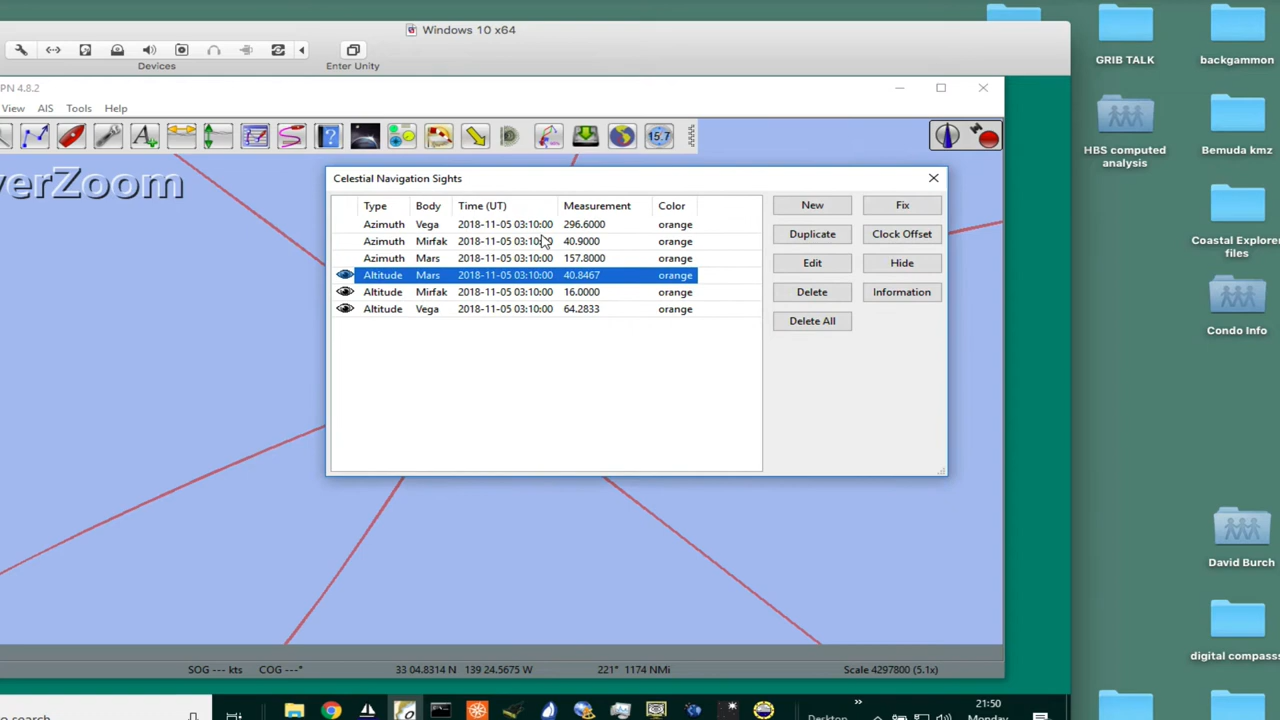 Windows 10 x64
GRIB TALK
backgammon
Devices
Enter Unity
PN 4.8.2
View AIS Tools Help
15.7
HBS computed
analysis
Bemuda kmz
verZoom
Celestial Navigation Sights
Type Body Time (UT) Measurement Color
Azimuth Vega 2018-11-05 03:10:00 296.6000 orange
Azimuth Mirfak 2018-11-05 03:10:00 40.9000 orange
Azimuth Mars 2018-11-05 03:10:00 157.8000 orange
Altitude Mars 2018-11-05 03:10:00 40.8467 orange
Altitude Mirfak 2018-11-05 03:10:00 16.0000 orange
Altitude Vega 2018-11-05 03:10:00 64.2833 orange
New Fix
Duplicate Clock Offset
Edit Hide
Delete Information
Delete All
Coastal Explorer
files
Condo Info
David Burch
digital compass
SOG --- kts COG ---° 33 04.8314 N 139 24.5675 W 221° 1174 NMi Scale 4297800 (5.1x)
o search
Desktop
21:50
Monday